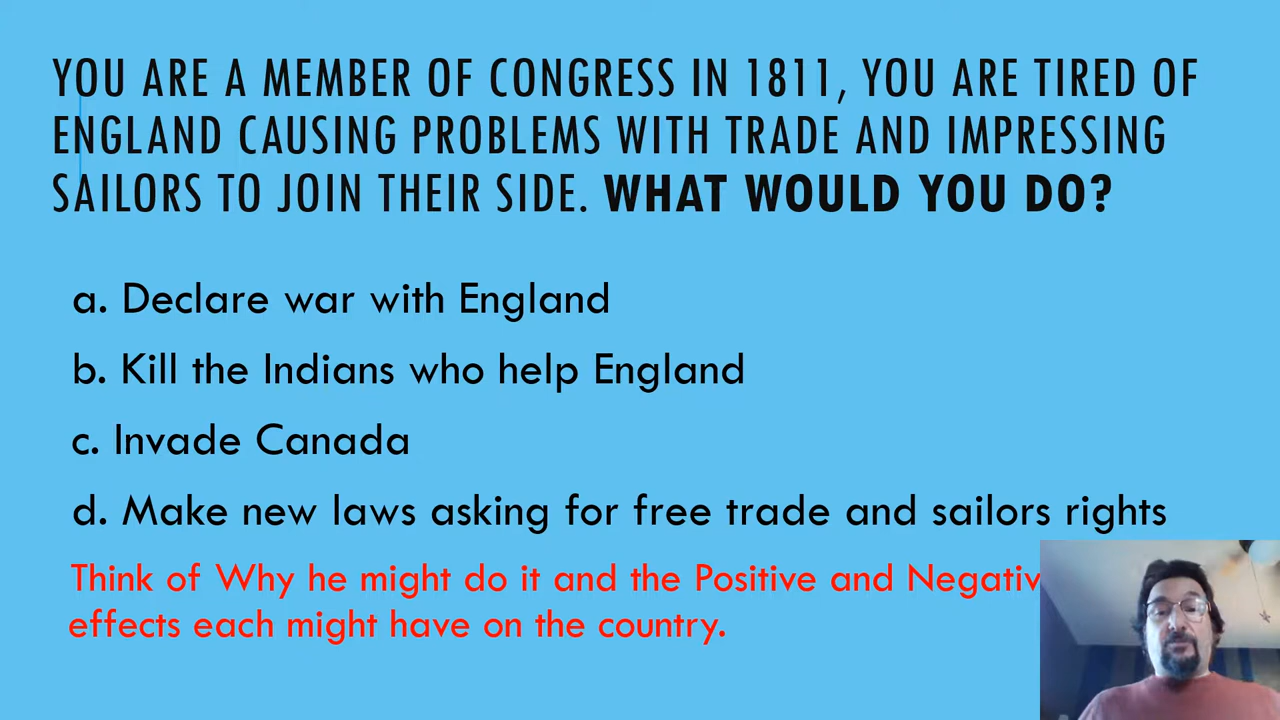 YOU ARE A MEMBER OF CONGRESS IN 1811, YOU ARE TIRED OF
ENGLAND CAUSING PROBLEMS WITH TRADE AND IMPRESSING
SAILORS TO JOIN THEIR SIDE. WHAT WOULD YOU DO?
a. Declare war with England
b. Kill the Indians who help England
c. Invade Canada
d. Make new laws asking for free trade and sailors rights
Think of Why he might do it and the Positive and Negativ
effects each might have on the country.